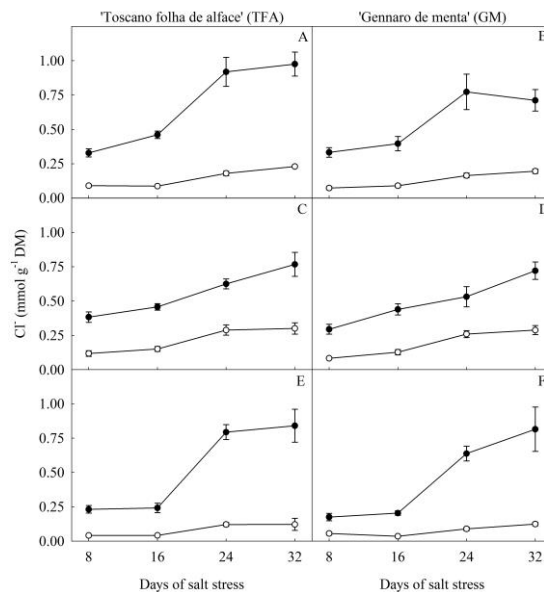 'Toscano folha de alface' (TFA) 'Gennaro de menta' (GM)
A B
1.00
0.75
0.50
0.25
0.00
C D
1.00
0.75
0.50
0.25
0.00
Cl⁻ (mmol g⁻¹ DM)
E F
1.00
0.75
0.50
0.25
0.00
8 16 24 32 8 16 24 32
Days of salt stress Days of salt stress